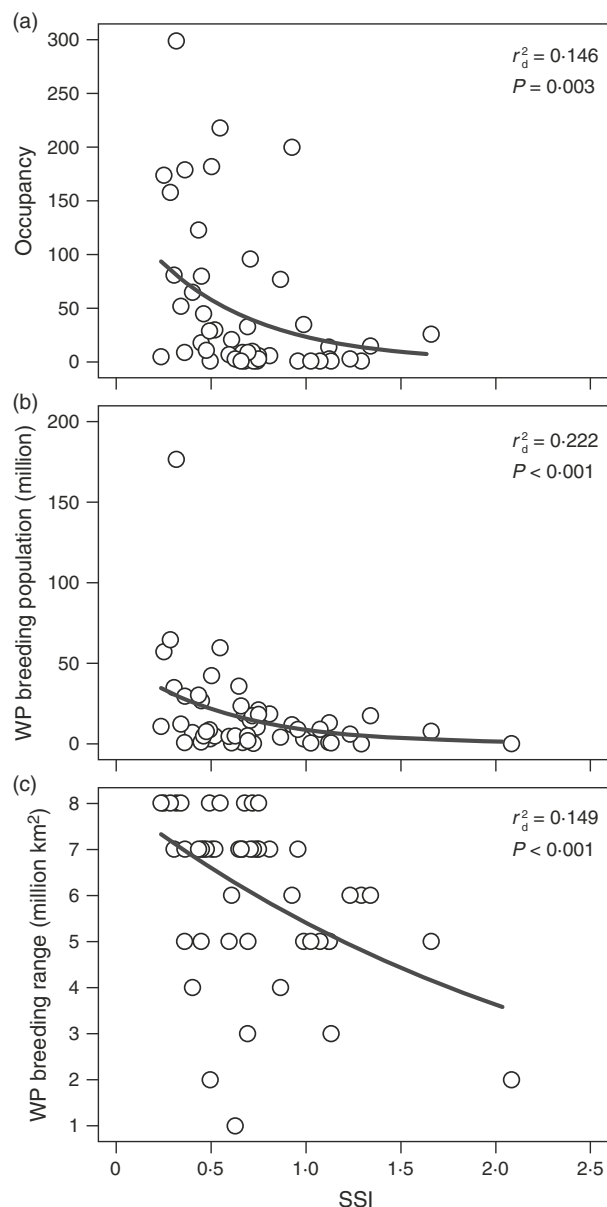 (a)
300
250
200
150
100
50
0
Occupancy
r²d = 0·146
P = 0·003
(b)
200
150
100
50
0
WP breeding population (million)
r²d = 0·222
P < 0·001
(c)
8
7
6
5
4
3
2
1
WP breeding range (million km²)
r²d = 0·149
P < 0·001
0 0·5 1·0 1·5 2·0 2·5
SSI